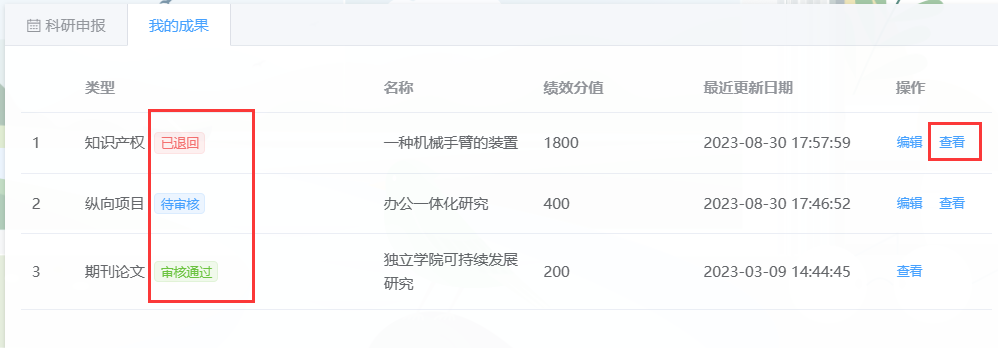 科研申报 我的成果
类型 名称 绩效分值 最近更新日期 操作
1 知识产权 已退回 一种机械手臂的装置 1800 2023-08-30 17:57:59 编辑 查看
2 纵向项目 待审核 办公一体化研究 400 2023-08-30 17:46:52 编辑 查看
3 期刊论文 审核通过 独立学院可持续发展 200 2023-03-09 14:44:45 查看
研究